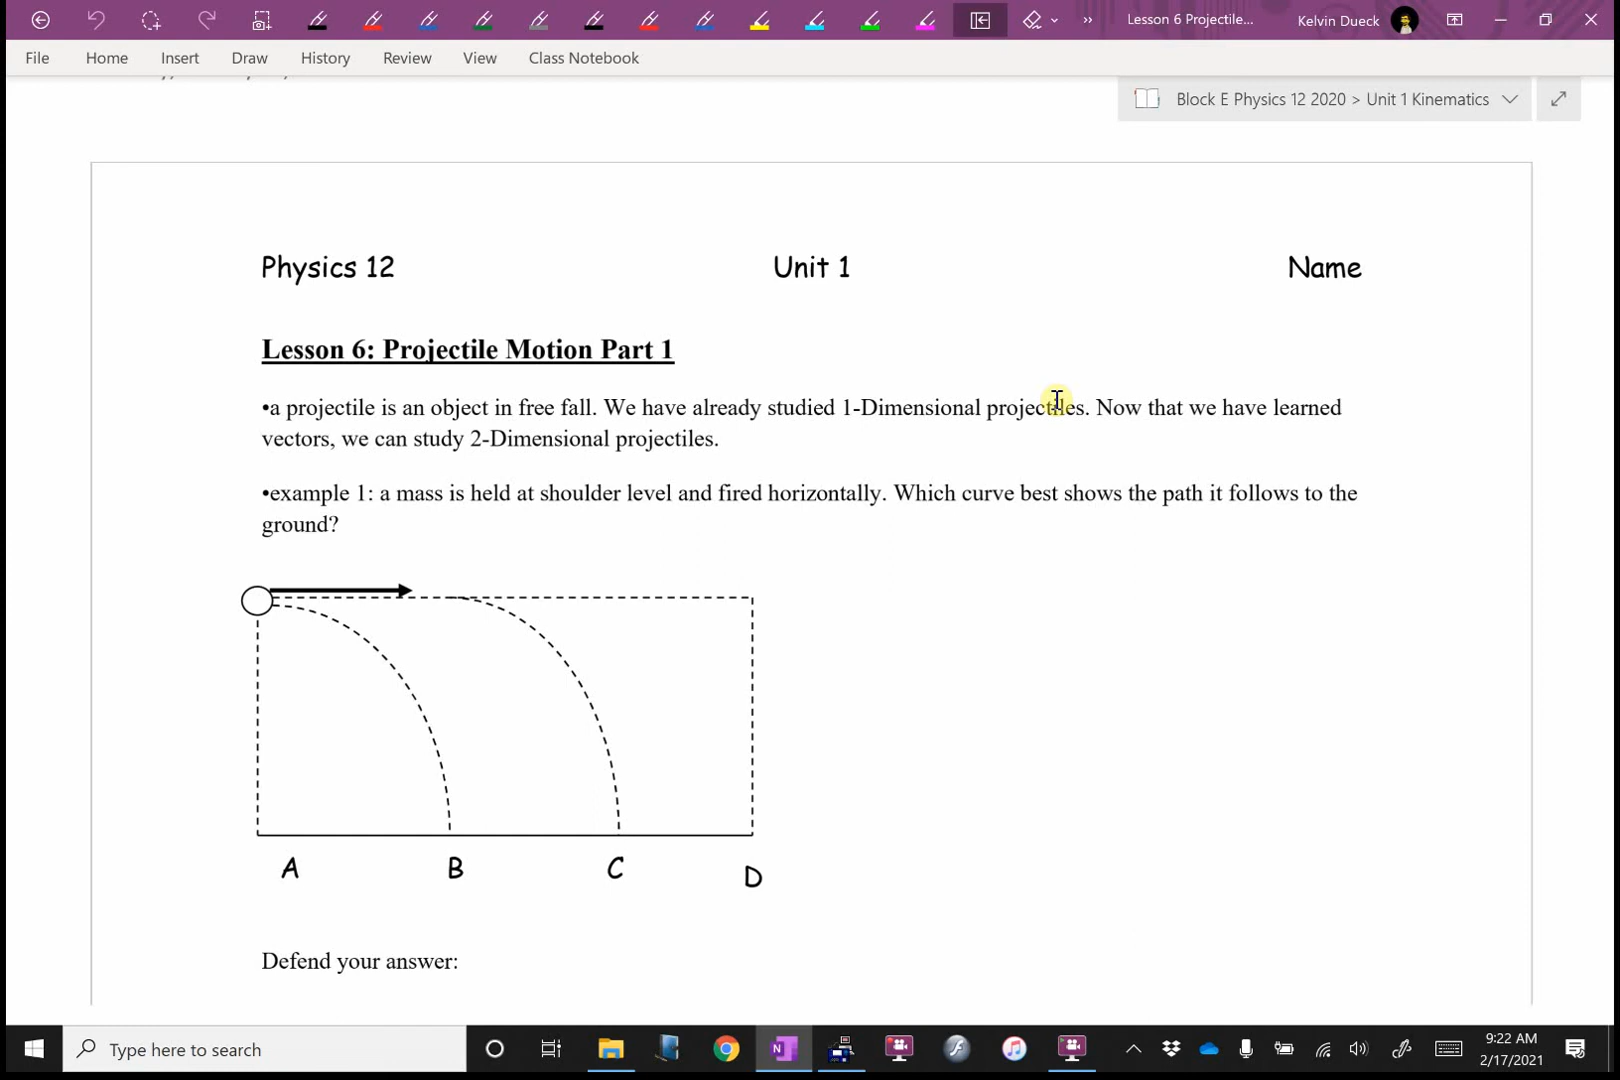 Lesson 6 Projectile... Kelvin Dueck
File Home Insert Draw History Review View Class Notebook
Block E Physics 12 2020 > Unit 1 Kinematics
Physics 12 Unit 1 Name
Lesson 6: Projectile Motion Part 1
•a projectile is an object in free fall. We have already studied 1-Dimensional projectiles. Now that we have learned
vectors, we can study 2-Dimensional projectiles.
•example 1: a mass is held at shoulder level and fired horizontally. Which curve best shows the path it follows to the
ground?
A B C D
Defend your answer:
Type here to search
9:22 AM
2/17/2021